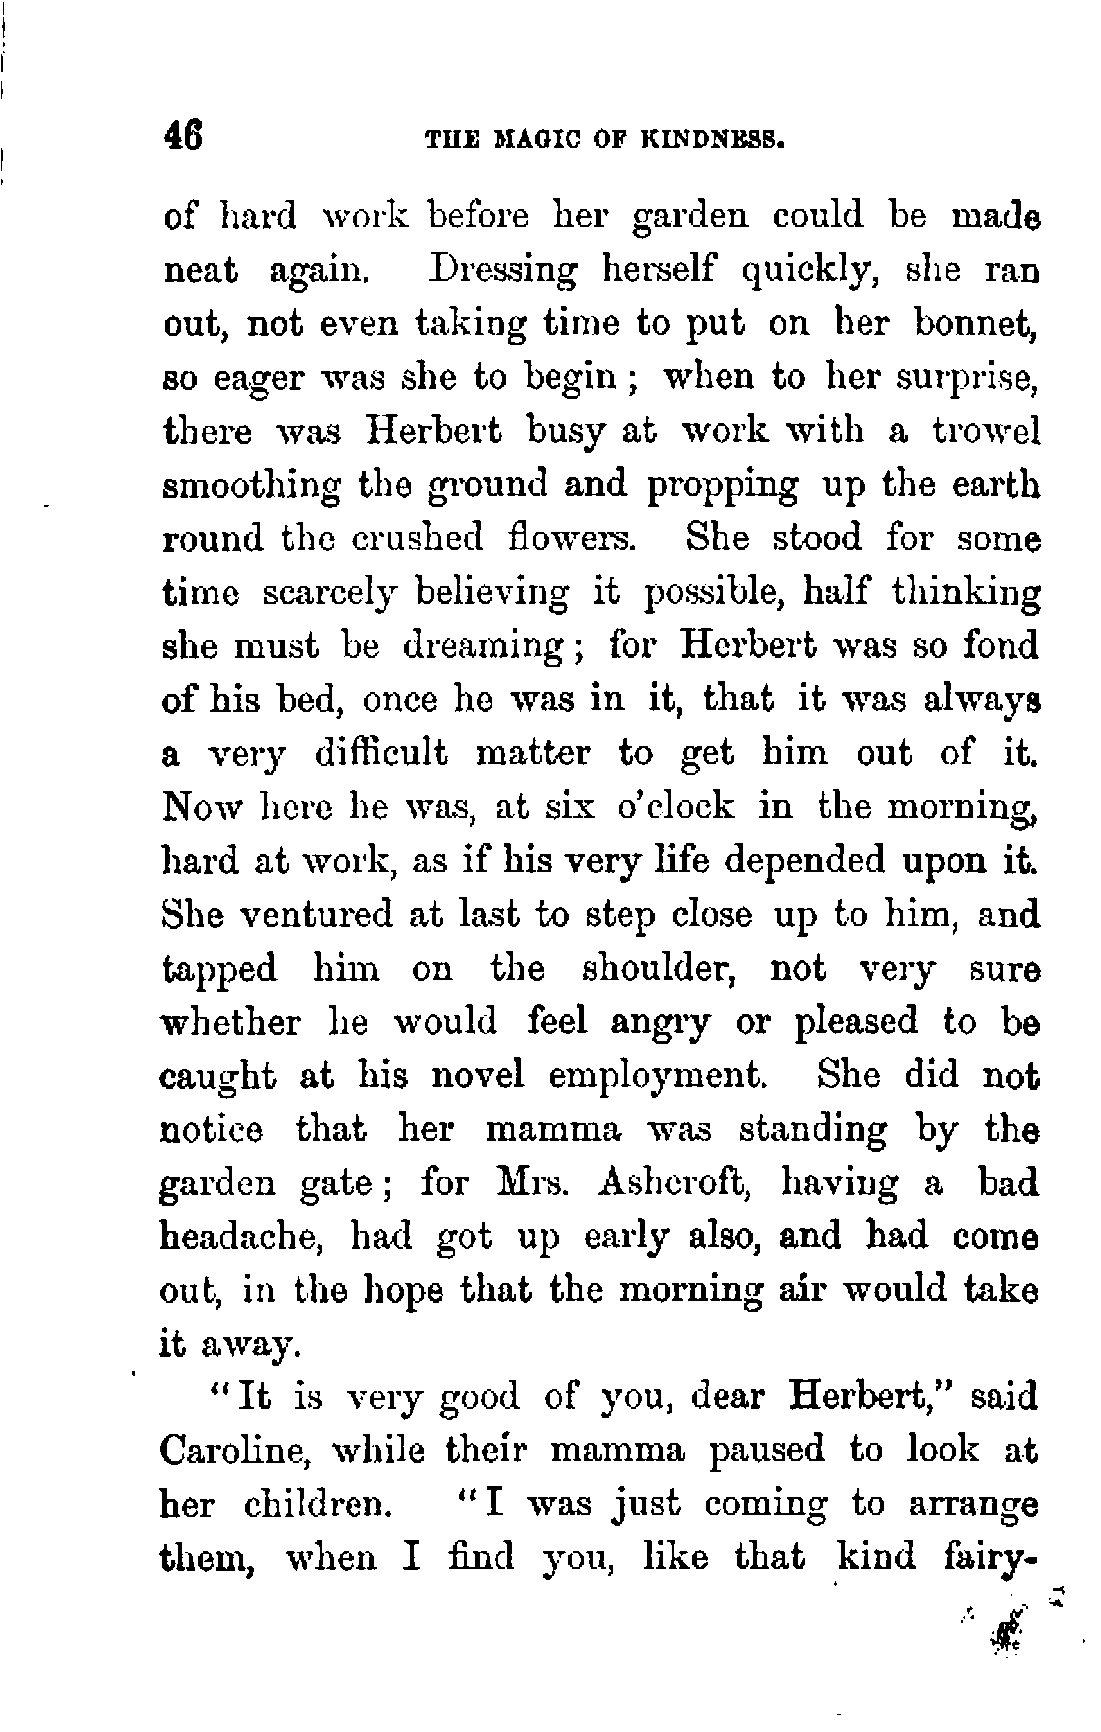 46 THE MAGIC OF KINDNESS.
of hard work before her garden could be made
neat again. Dressing herself quickly, she ran
out, not even taking time to put on her bonnet,
so eager was she to begin ; when to her surprise,
there was Herbert busy at work with a trowel
smoothing the ground and propping up the earth
round the crushed flowers. She stood for some
time scarcely believing it possible, half thinking
she must be dreaming ; for Herbert was so fond
of his bed, once he was in it, that it was always
a very difficult matter to get him out of it.
Now here he was, at six o'clock in the morning,
hard at work, as if his very life depended upon it.
She ventured at last to step close up to him, and
tapped him on the shoulder, not very sure
whether he would feel angry or pleased to be
caught at his novel employment. She did not
notice that her mamma was standing by the
garden gate ; for Mrs. Ashcroft, having a bad
headache, had got up early also, and had come
out, in the hope that the morning air would take
it away.
"It is very good of you, dear Herbert," said
Caroline, while their mamma paused to look at
her children. "I was just coming to arrange
them, when I find you, like that kind fairy-